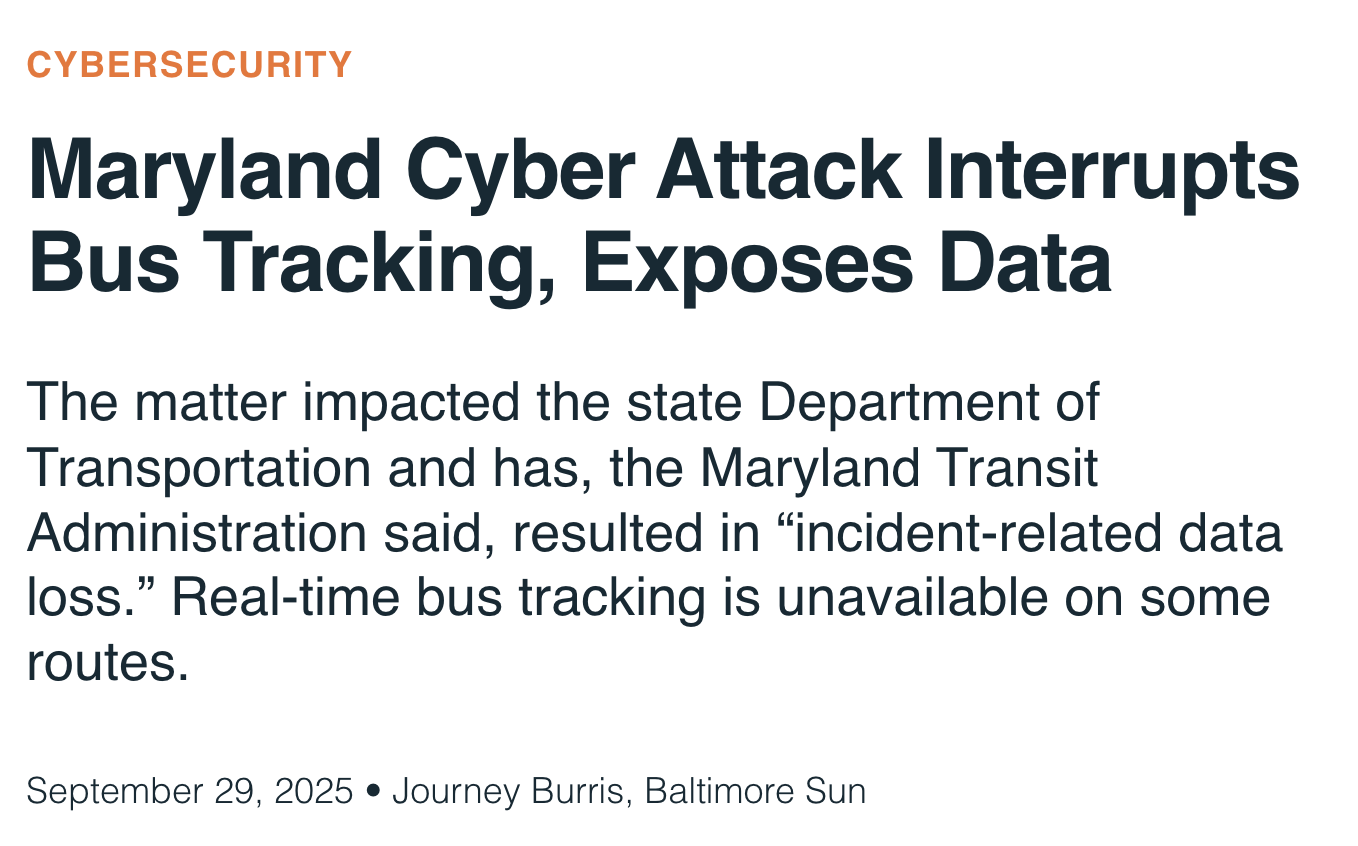 CYBERSECURITY
Maryland Cyber Attack Interrupts
Bus Tracking, Exposes Data
The matter impacted the state Department of
Transportation and has, the Maryland Transit
Administration said, resulted in “incident-related data
loss.” Real-time bus tracking is unavailable on some
routes.
September 29, 2025 • Journey Burris, Baltimore Sun